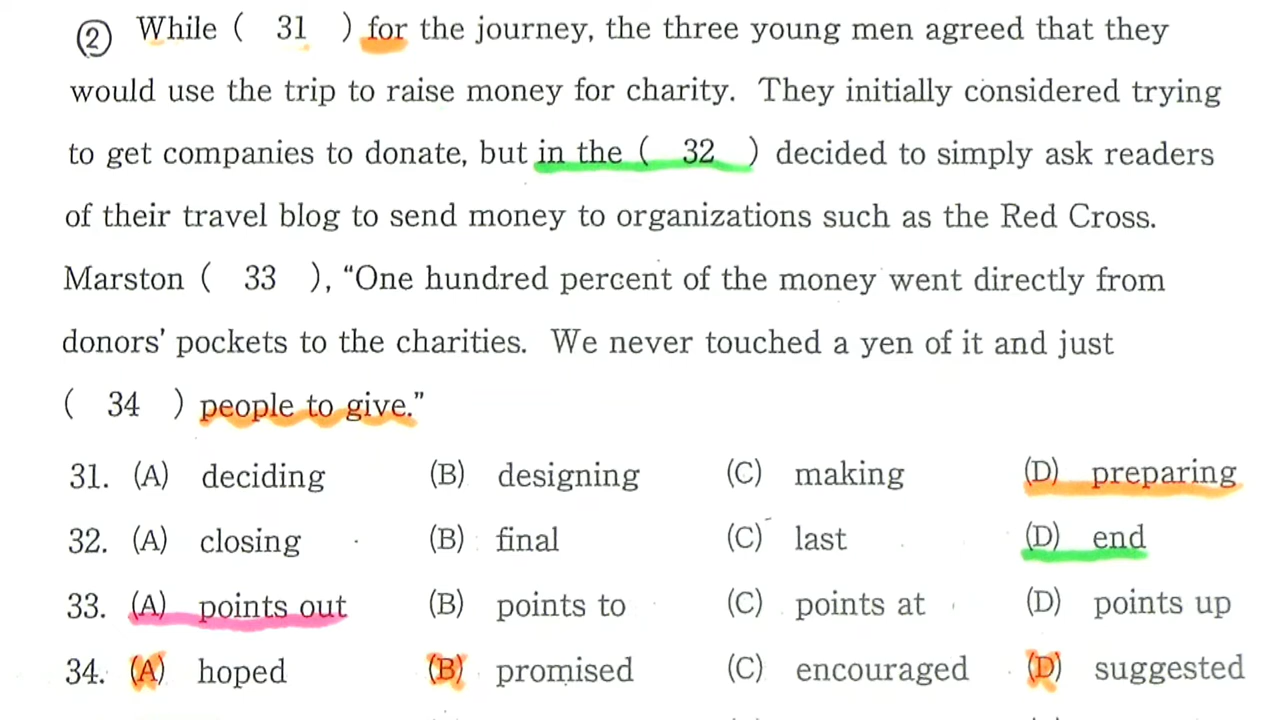 ② While ( 31 ) for the journey, the three young men agreed that they
would use the trip to raise money for charity. They initially considered trying
to get companies to donate, but in the ( 32 ) decided to simply ask readers
of their travel blog to send money to organizations such as the Red Cross.
Marston ( 33 ), “One hundred percent of the money went directly from
donors’ pockets to the charities. We never touched a yen of it and just
( 34 ) people to give.”
31. (A) deciding (B) designing (C) making (D) preparing
32. (A) closing (B) final (C) last (D) end
33. (A) points out (B) points to (C) points at (D) points up
34. (A) hoped (B) promised (C) encouraged (D) suggested